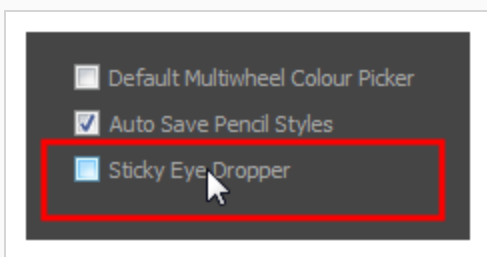 Default Multiwheel Colour Picker
Auto Save Pencil Styles
Sticky Eye Dropper